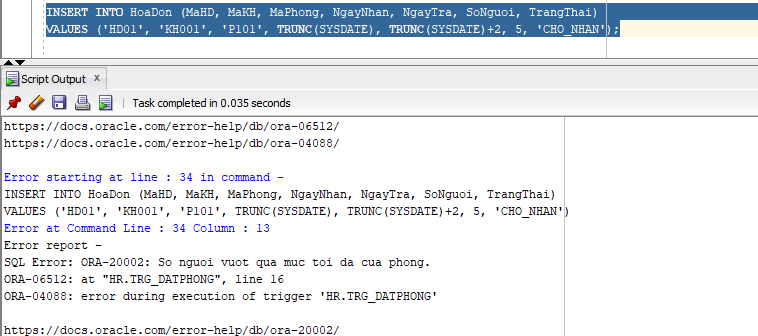 INSERT INTO HoaDon (MaHD, MaKH, MaPhong, NgayNhan, NgayTra, SoNguoi, TrangThai)
VALUES ('HD01', 'KH001', 'P101', TRUNC(SYSDATE), TRUNC(SYSDATE)+2, 5, 'CHO_NHAN');
Script Output x
Task completed in 0.035 seconds
https://docs.oracle.com/error-help/db/ora-06512/
https://docs.oracle.com/error-help/db/ora-04088/
Error starting at line : 34 in command -
INSERT INTO HoaDon (MaHD, MaKH, MaPhong, NgayNhan, NgayTra, SoNguoi, TrangThai)
VALUES ('HD01', 'KH001', 'P101', TRUNC(SYSDATE), TRUNC(SYSDATE)+2, 5, 'CHO_NHAN')
Error at Command Line : 34 Column : 13
Error report -
SQL Error: ORA-20002: So nguoi vuot qua muc toi da cua phong.
ORA-06512: at "HR.TRG_DATPHONG", line 16
ORA-04088: error during execution of trigger 'HR.TRG_DATPHONG'
https://docs.oracle.com/error-help/db/ora-20002/